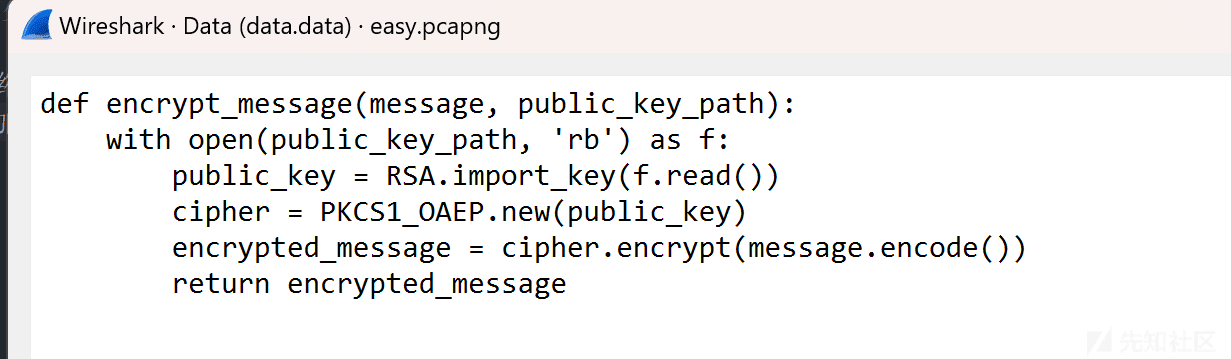 Wireshark · Data (data.data) · easy.pcapng
def encrypt_message(message, public_key_path):
    with open(public_key_path, 'rb') as f:
        public_key = RSA.import_key(f.read())
        cipher = PKCS1_OAEP.new(public_key)
        encrypted_message = cipher.encrypt(message.encode())
        return encrypted_message
先知社区